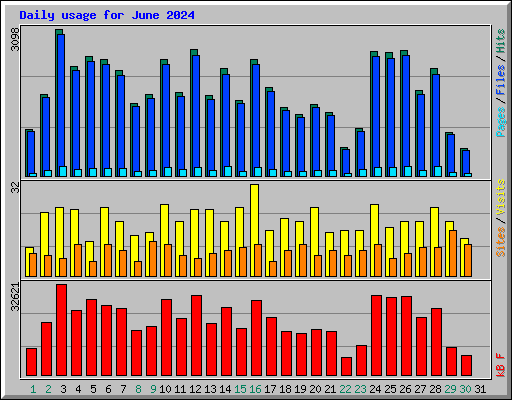 Daily usage for June 2024
3098
Pages / Files / Hits
32
Sites / Visits
32621
kB F
1 2 3 4 5 6 7 8 9 10 11 12 13 14 15 16 17 18 19 20 21 22 23 24 25 26 27 28 29 30 31